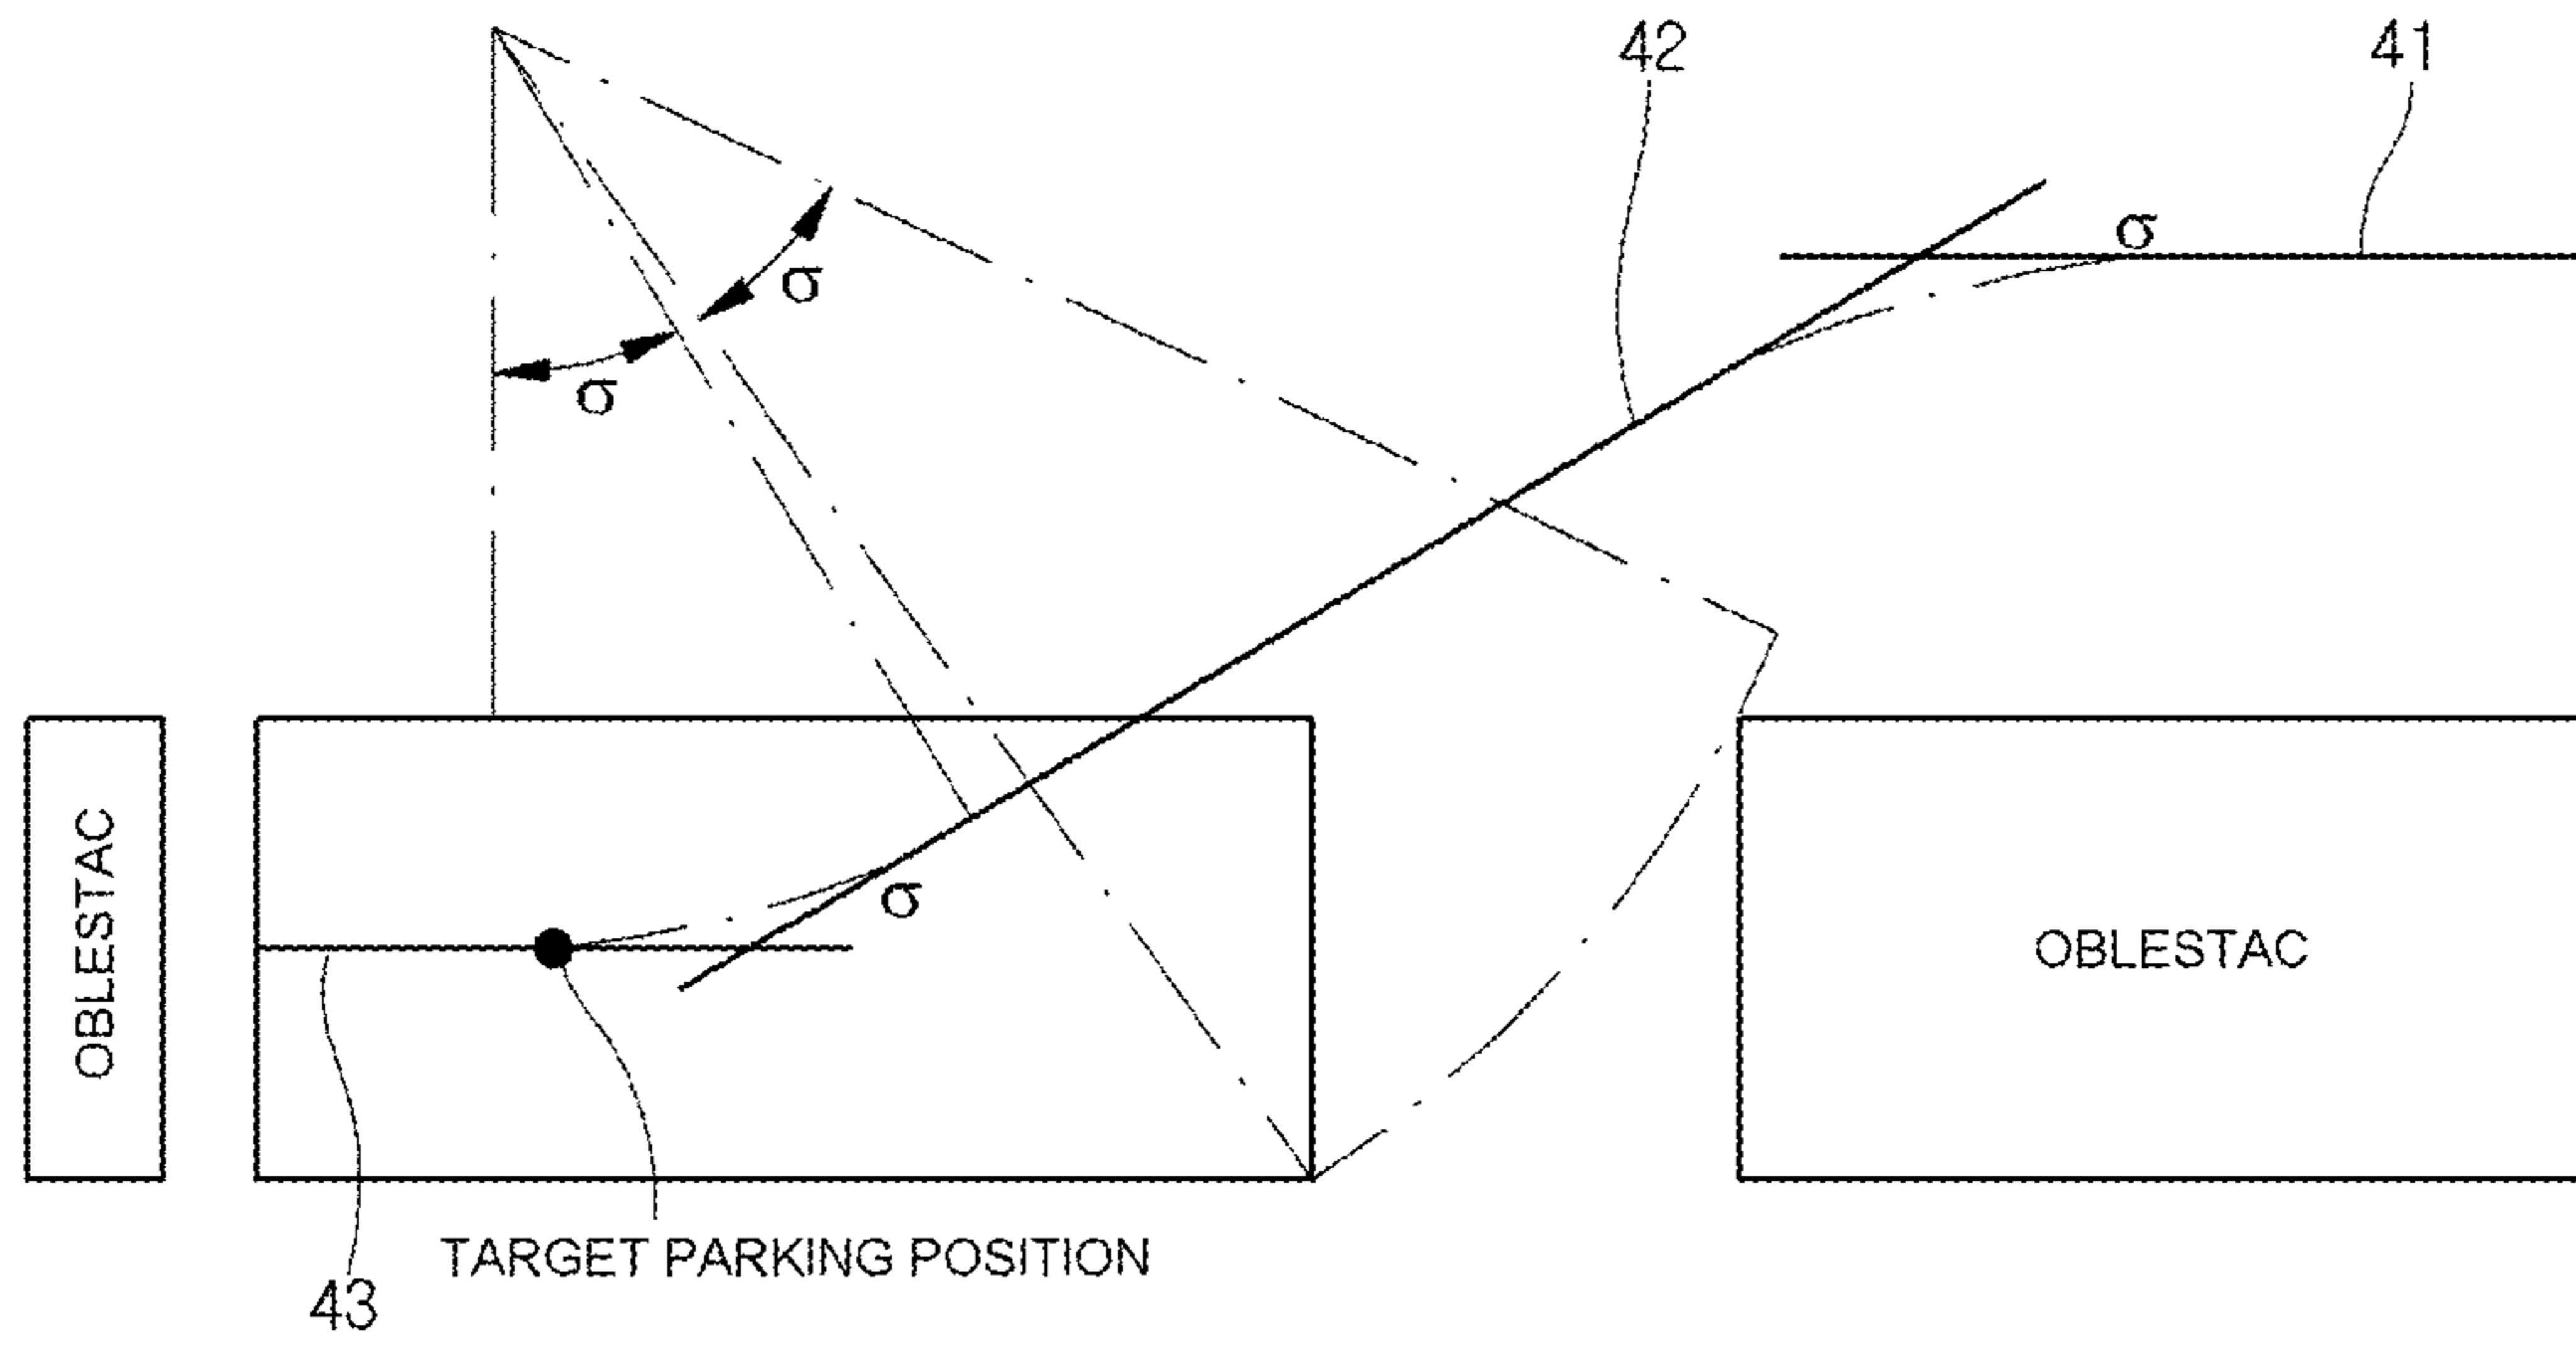 42
41
σ
σ
σ
OBLESTAC
σ
OBLESTAC
TARGET PARKING POSITION
43